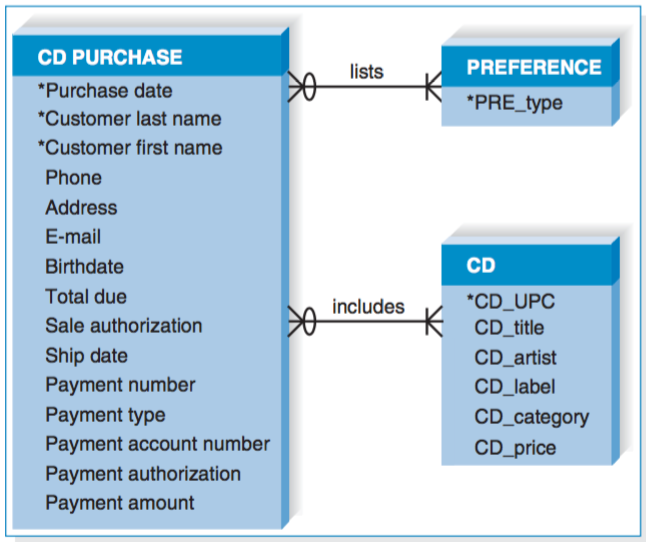 CD PURCHASE
*Purchase date
*Customer last name
*Customer first name
Phone
Address
E-mail
Birthdate
Total due
Sale authorization
Ship date
Payment number
Payment type
Payment account number
Payment authorization
Payment amount
lists
PREFERENCE
*PRE_type
includes
CD
*CD_UPC
CD_title
CD_artist
CD_label
CD_category
CD_price